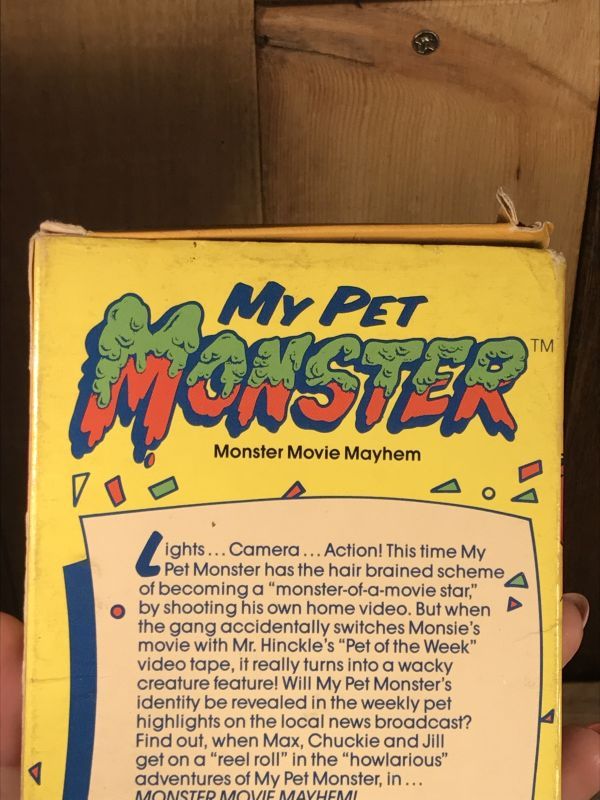 My Pet
Monster TM
Monster Movie Mayhem
Lights... Camera... Action! This time My
Pet Monster has the hair brained scheme
of becoming a “monster-of-a-movie star,”
by shooting his own home video. But when
the gang accidentally switches Monsie's
movie with Mr. Hinckle's “Pet of the Week”
video tape, it really turns into a wacky
creature feature! Will My Pet Monster's
identity be revealed in the weekly pet
highlights on the local news broadcast?
Find out, when Max, Chuckie and Jill
get on a “reel roll” in the “howlarious”
adventures of My Pet Monster, in...
MONSTER MOVIE MAYHEM!